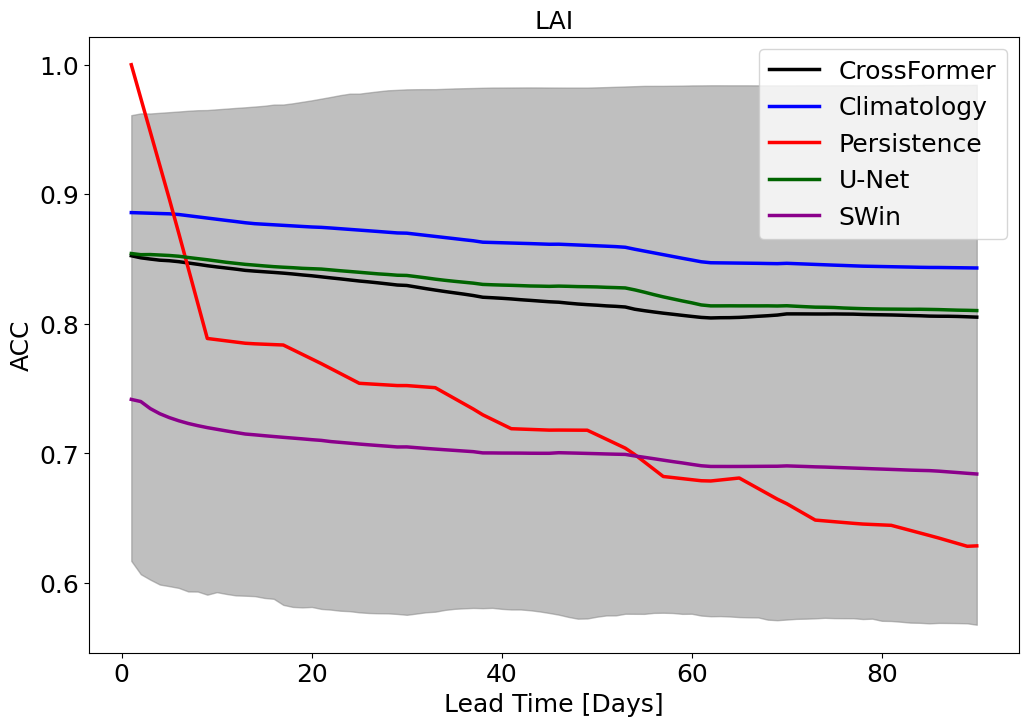 LAI
CrossFormer
Climatology
Persistence
U-Net
SWin
ACC
1.0
0.9
0.8
0.7
0.6
0 20 40 60 80
Lead Time [Days]